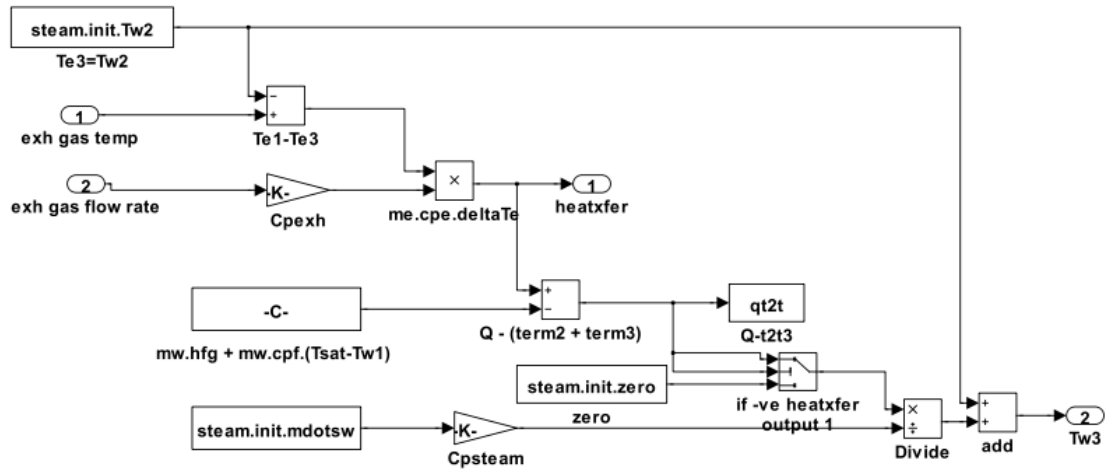 steam.init.Tw2
Te3=Tw2
−
+
1
exh gas temp
Te1-Te3
2
exh gas flow rate
-K-
Cpexh
×
me.cpe.deltaTe
1
heatxfer
-C-
mw.hfg + mw.cpf.(Tsat-Tw1)
+
−
Q - (term2 + term3)
qt2t
Q-t2t3
steam.init.zero
zero
if -ve heatxfer
output 1
steam.init.mdotsw
-K-
Cpsteam
×
÷
Divide
+
+
add
2
Tw3